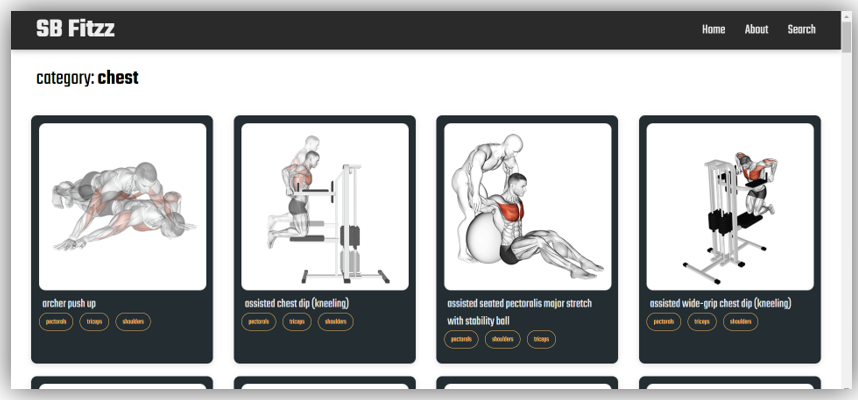 SB Fitzz
Home About Search
category: chest
archer push up
pectorals triceps shoulders
assisted chest dip (kneeling)
pectorals triceps shoulders
assisted seated pectoralis major stretch
with stability ball
pectorals shoulders triceps
assisted wide-grip chest dip (kneeling)
pectorals triceps shoulders